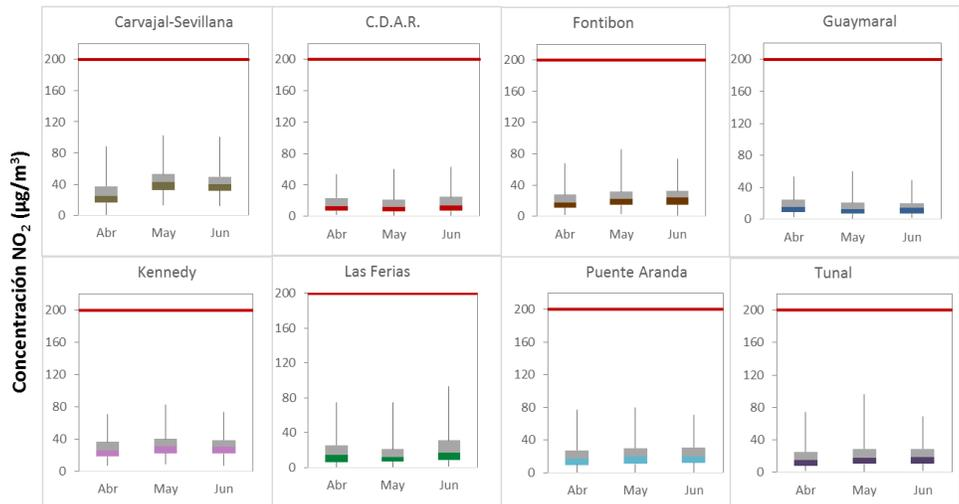 Concentración NO₂ (µg/m³)
Carvajal-Sevillana
200
160
120
80
40
0
Abr May Jun
C.D.A.R.
200
160
120
80
40
0
Abr May Jun
Fontibon
200
160
120
80
40
0
Abr May Jun
Guaymaral
200
160
120
80
40
0
Abr May Jun
Kennedy
200
160
120
80
40
0
Abr May Jun
Las Ferias
200
160
120
80
40
0
Abr May Jun
Puente Aranda
200
160
120
80
40
0
Abr May Jun
Tunal
200
160
120
80
40
0
Abr May Jun